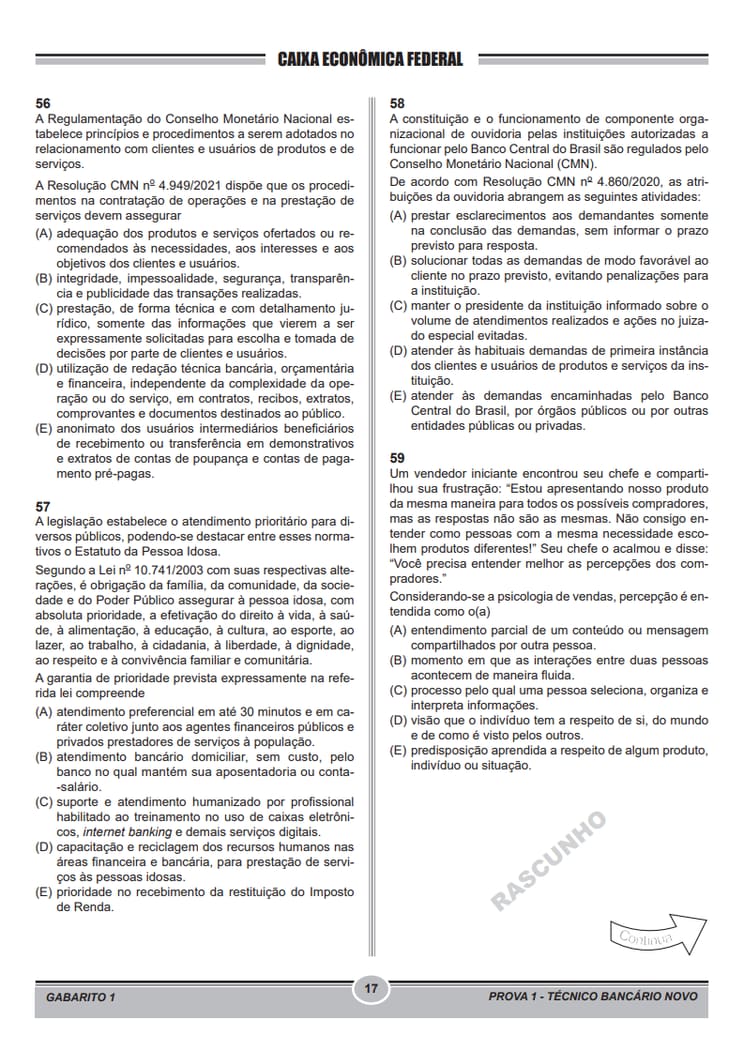 CAIXA ECONÔMICA FEDERAL
56
A Regulamentação do Conselho Monetário Nacional es-
tabelece princípios e procedimentos a serem adotados no
relacionamento com clientes e usuários de produtos e de
serviços.
A Resolução CMN nº 4.949/2021 dispõe que os procedi-
mentos na contratação de operações e na prestação de
serviços devem assegurar
(A) adequação dos produtos e serviços ofertados ou re-
comendados às necessidades, aos interesses e aos
objetivos dos clientes e usuários.
(B) integridade, impessoalidade, segurança, transparên-
cia e publicidade das transações realizadas.
(C) prestação, de forma técnica e com detalhamento ju-
rídico, somente das informações que vierem a ser
expressamente solicitadas para escolha e tomada de
decisões por parte de clientes e usuários.
(D) utilização de redação técnica bancária, orçamentária
e financeira, independente da complexidade da ope-
ração ou do serviço, em contratos, recibos, extratos,
comprovantes e documentos destinados ao público.
(E) anonimato dos usuários intermediários beneficiários
de recebimento ou transferência em demonstrativos
e extratos de contas de poupança e contas de paga-
mento pré-pagas.
57
A legislação estabelece o atendimento prioritário para di-
versos públicos, podendo-se destacar entre esses norma-
tivos o Estatuto da Pessoa Idosa.
Segundo a Lei nº 10.741/2003 com suas respectivas alte-
rações, é obrigação da família, da comunidade, da socie-
dade e do Poder Público assegurar à pessoa idosa, com
absoluta prioridade, a efetivação do direito à vida, à saú-
de, à alimentação, à educação, à cultura, ao esporte, ao
lazer, ao trabalho, à cidadania, à liberdade, à dignidade,
ao respeito e à convivência familiar e comunitária.
A garantia de prioridade prevista expressamente na refe-
rida lei compreende
(A) atendimento preferencial em até 30 minutos e em ca-
ráter coletivo junto aos agentes financeiros públicos e
privados prestadores de serviços à população.
(B) atendimento bancário domiciliar, sem custo, pelo
banco no qual mantém sua aposentadoria ou conta-
-salário.
(C) suporte e atendimento humanizado por profissional
habilitado ao treinamento no uso de caixas eletrôni-
cos, internet banking e demais serviços digitais.
(D) capacitação e reciclagem dos recursos humanos nas
áreas financeira e bancária, para prestação de servi-
ços às pessoas idosas.
(E) prioridade no recebimento da restituição do Imposto
de Renda.
58
A constituição e o funcionamento de componente orga-
nizacional de ouvidoria pelas instituições autorizadas a
funcionar pelo Banco Central do Brasil são regulados pelo
Conselho Monetário Nacional (CMN).
De acordo com Resolução CMN nº 4.860/2020, as atri-
buições da ouvidoria abrangem as seguintes atividades:
(A) prestar esclarecimentos aos demandantes somente
na conclusão das demandas, sem informar o prazo
previsto para resposta.
(B) solucionar todas as demandas de modo favorável ao
cliente no prazo previsto, evitando penalizações para
a instituição.
(C) manter o presidente da instituição informado sobre o
volume de atendimentos realizados e ações no juiza-
do especial evitadas.
(D) atender às habituais demandas de primeira instância
dos clientes e usuários de produtos e serviços da ins-
tituição.
(E) atender às demandas encaminhadas pelo Banco
Central do Brasil, por órgãos públicos ou por outras
entidades públicas ou privadas.
59
Um vendedor iniciante encontrou seu chefe e comparti-
lhou sua frustração: “Estou apresentando nosso produto
da mesma maneira para todos os possíveis compradores,
mas as respostas não são as mesmas. Não consigo en-
tender como pessoas com a mesma necessidade esco-
lhem produtos diferentes!” Seu chefe o acalmou e disse:
“Você precisa entender melhor as percepções dos com-
pradores.”
Considerando-se a psicologia de vendas, percepção é en-
tendida como o(a)
(A) entendimento parcial de um conteúdo ou mensagem
compartilhados por outra pessoa.
(B) momento em que as interações entre duas pessoas
acontecem de maneira fluida.
(C) processo pelo qual uma pessoa seleciona, organiza e
interpreta informações.
(D) visão que o indivíduo tem a respeito de si, do mundo
e de como é visto pelos outros.
(E) predisposição aprendida a respeito de algum produto,
indivíduo ou situação.
RASCUNHO
Continua
GABARITO 1
17
PROVA 1 - TÉCNICO BANCÁRIO NOVO